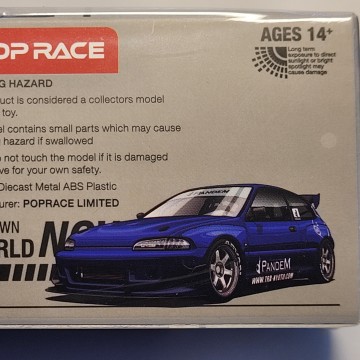 OP RACE
AGES 14+
Long term
exposure to direct
sunlight or bright
spotlight may
cause damage
G HAZARD
uct is considered a collectors model
toy.
el contains small parts which may cause
hazard if swallowed
e not touch the model if it is damaged
ve for your own safety.
Diecast Metal ABS Plastic
urer: POPRACE LIMITED
WN
RLD
PANDEM
PANDEM
WWW.TRA-KYOTO.COM